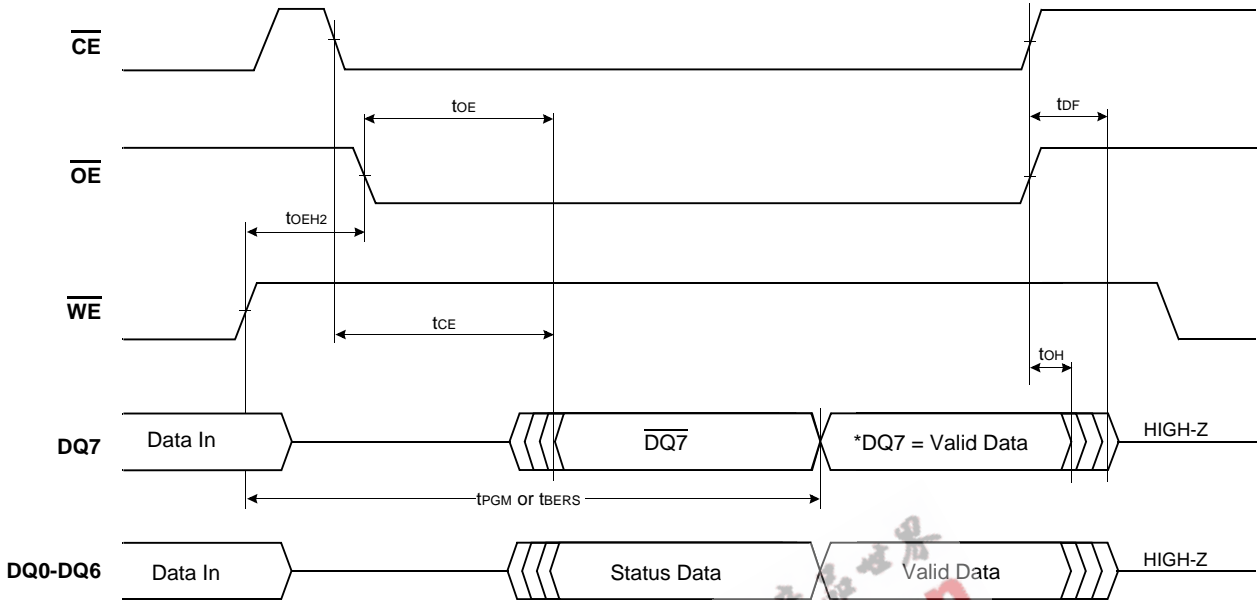 CE
tOE
tDF
OE
tOEH2
WE
tCE
tOH
DQ7
Data In
DQ7
*DQ7 = Valid Data
HIGH-Z
tPGM or tBERS
DQ0-DQ6
Data In
Status Data
Valid Data
HIGH-Z